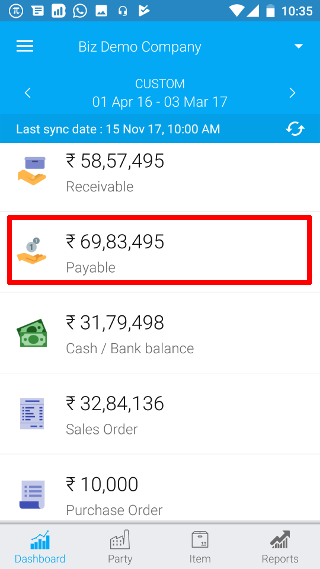 10:35
Biz Demo Company
CUSTOM
01 Apr 16 - 03 Mar 17
Last sync date : 15 Nov 17, 10:00 AM
₹ 58,57,495
Receivable
₹ 69,83,495
Payable
₹ 31,79,498
Cash / Bank balance
₹ 32,84,136
Sales Order
₹ 10,000
Purchase Order
Dashboard Party Item Reports